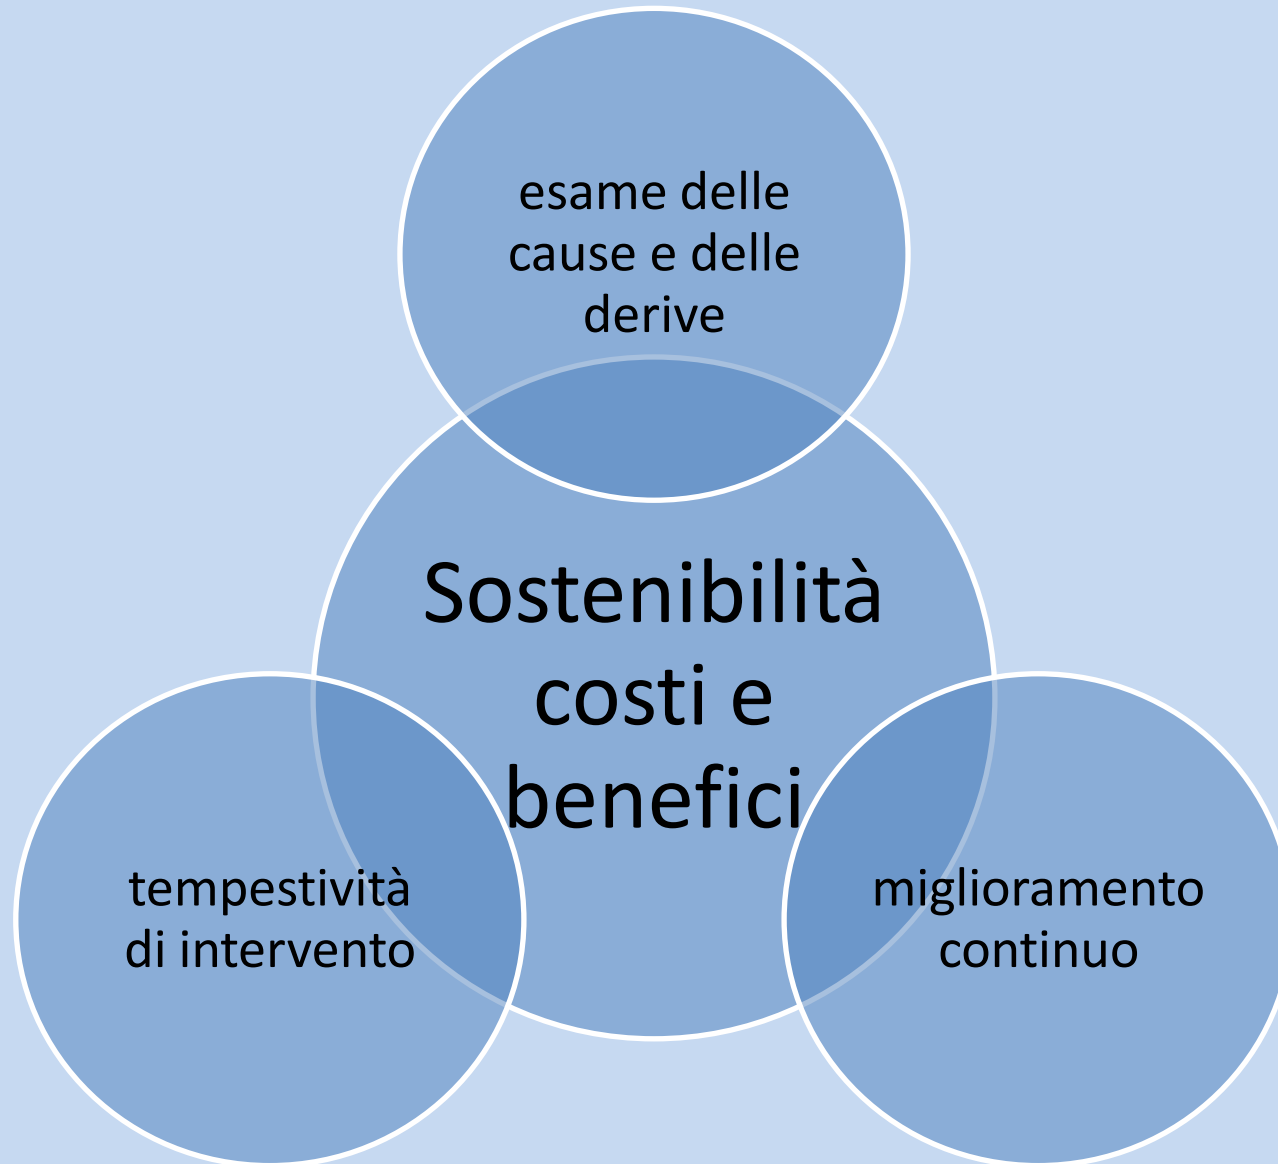 esame delle
cause e delle
derive
Sostenibilità
costi e
benefici
tempestività
di intervento
miglioramento
continuo